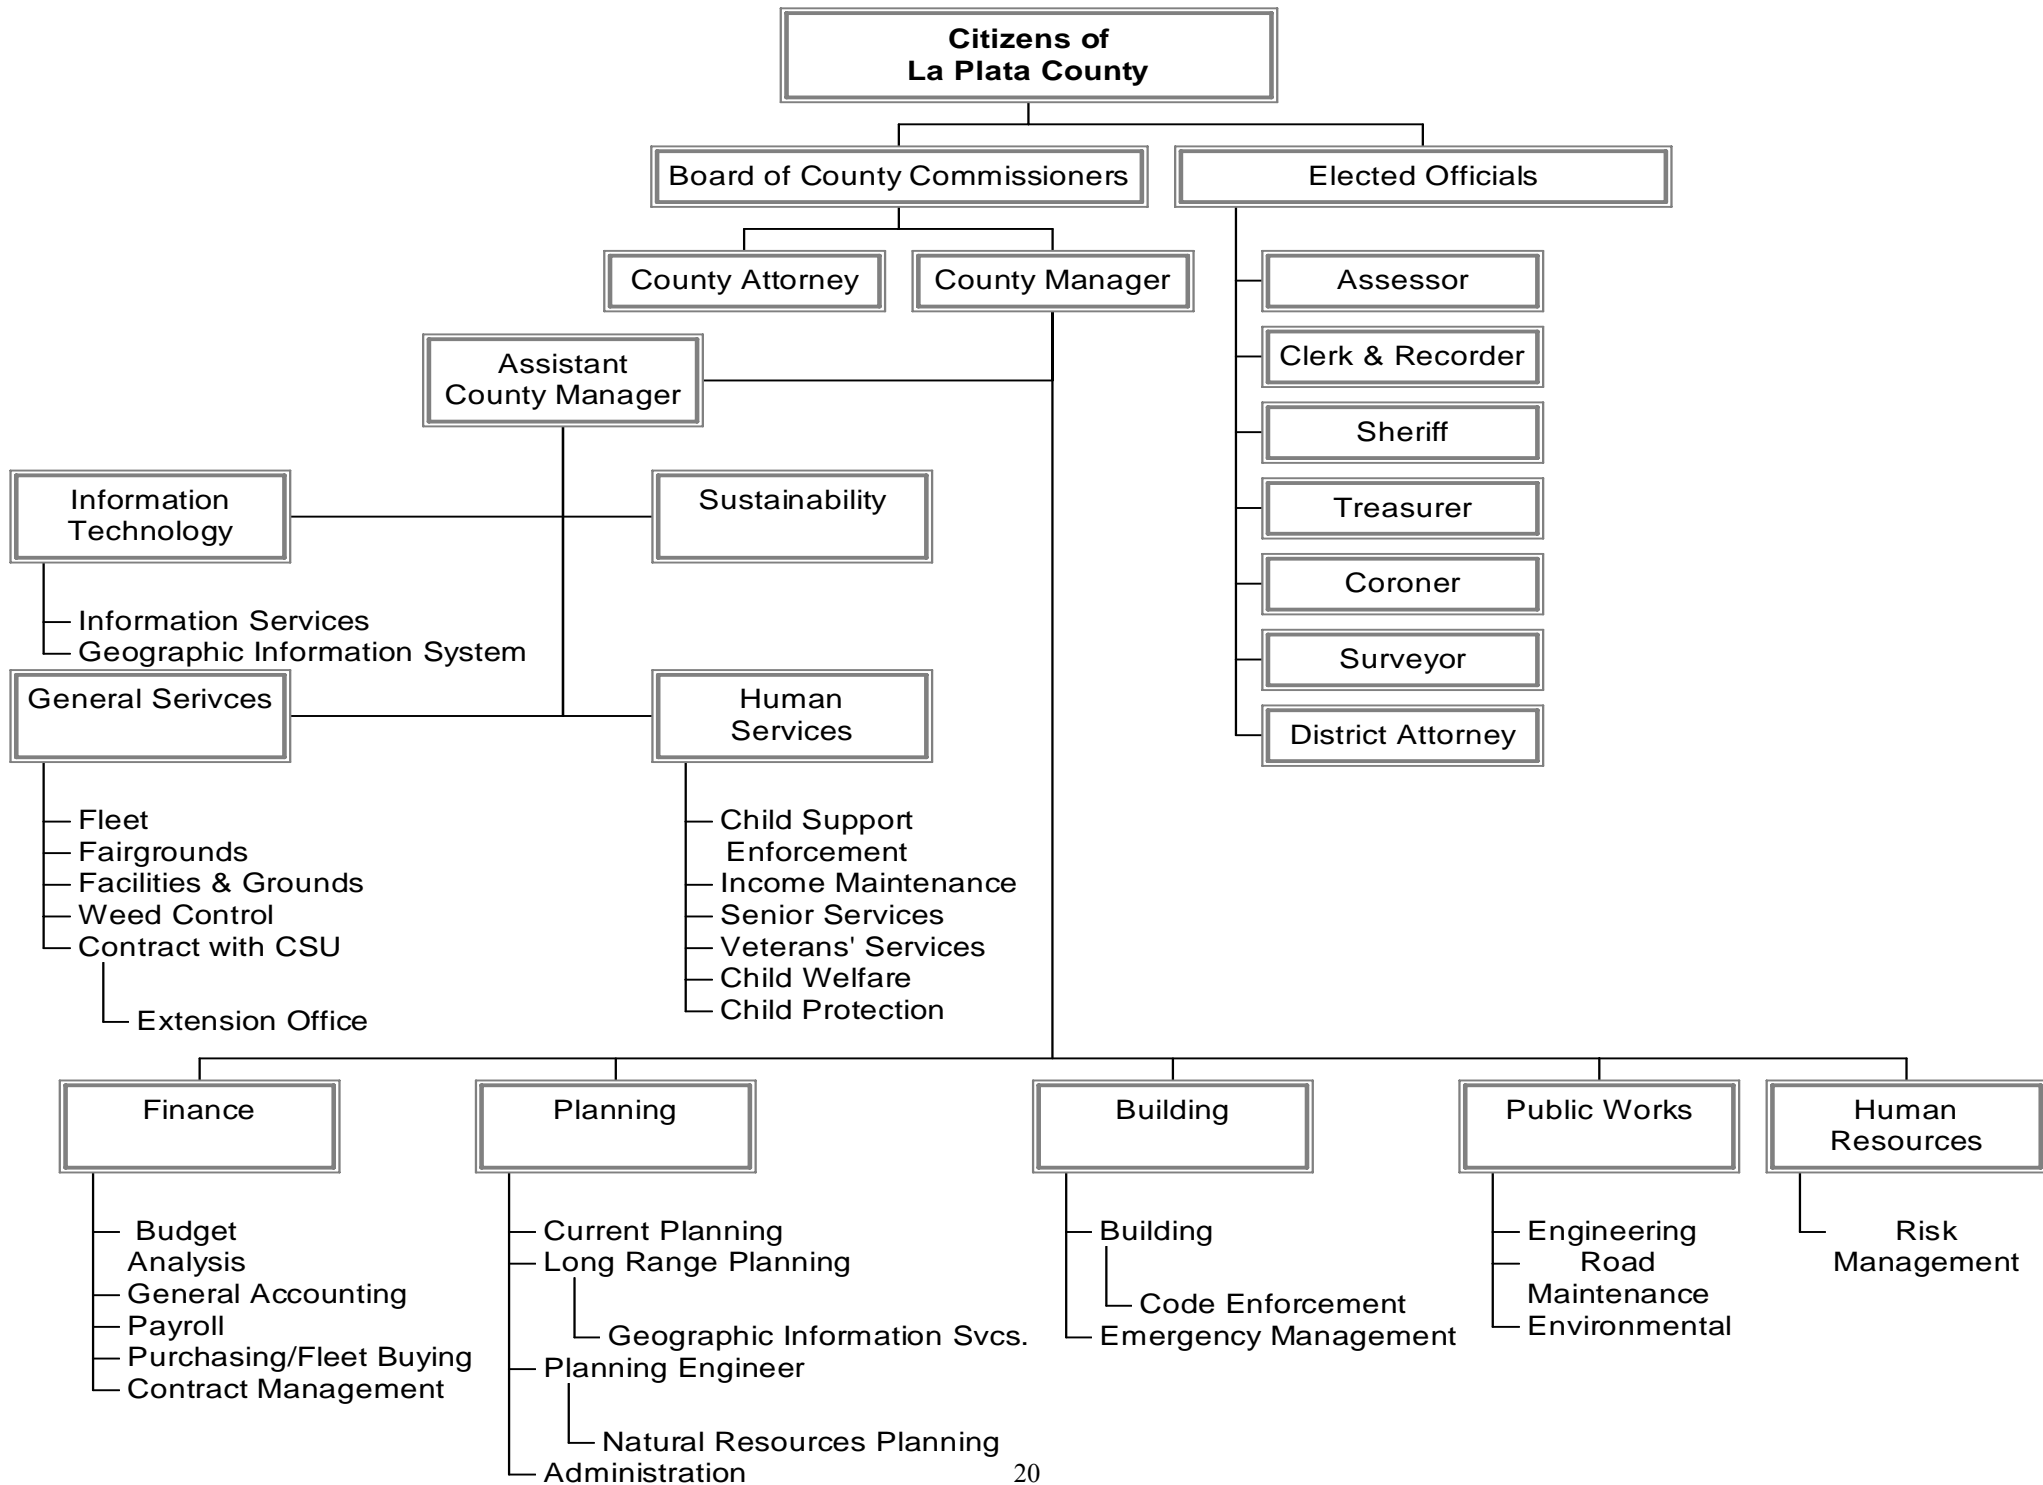 Citizens of
La Plata County
Board of County Commissioners
Elected Officials
County Attorney
County Manager
Assessor
Clerk & Recorder
Sheriff
Treasurer
Coroner
Surveyor
District Attorney
Assistant
County Manager
Information
Technology
Sustainability
Information Services
Geographic Information System
General Serivces
Human
Services
Fleet
Fairgrounds
Facilities & Grounds
Weed Control
Contract with CSU
Extension Office
Child Support
Enforcement
Income Maintenance
Senior Services
Veterans' Services
Child Welfare
Child Protection
Finance
Budget
Analysis
General Accounting
Payroll
Purchasing/Fleet Buying
Contract Management
Planning
Current Planning
Long Range Planning
Geographic Information Svcs.
Planning Engineer
Natural Resources Planning
Administration
Building
Building
Code Enforcement
Emergency Management
Public Works
Engineering
Road
Maintenance
Environmental
Human
Resources
Risk
Management
20